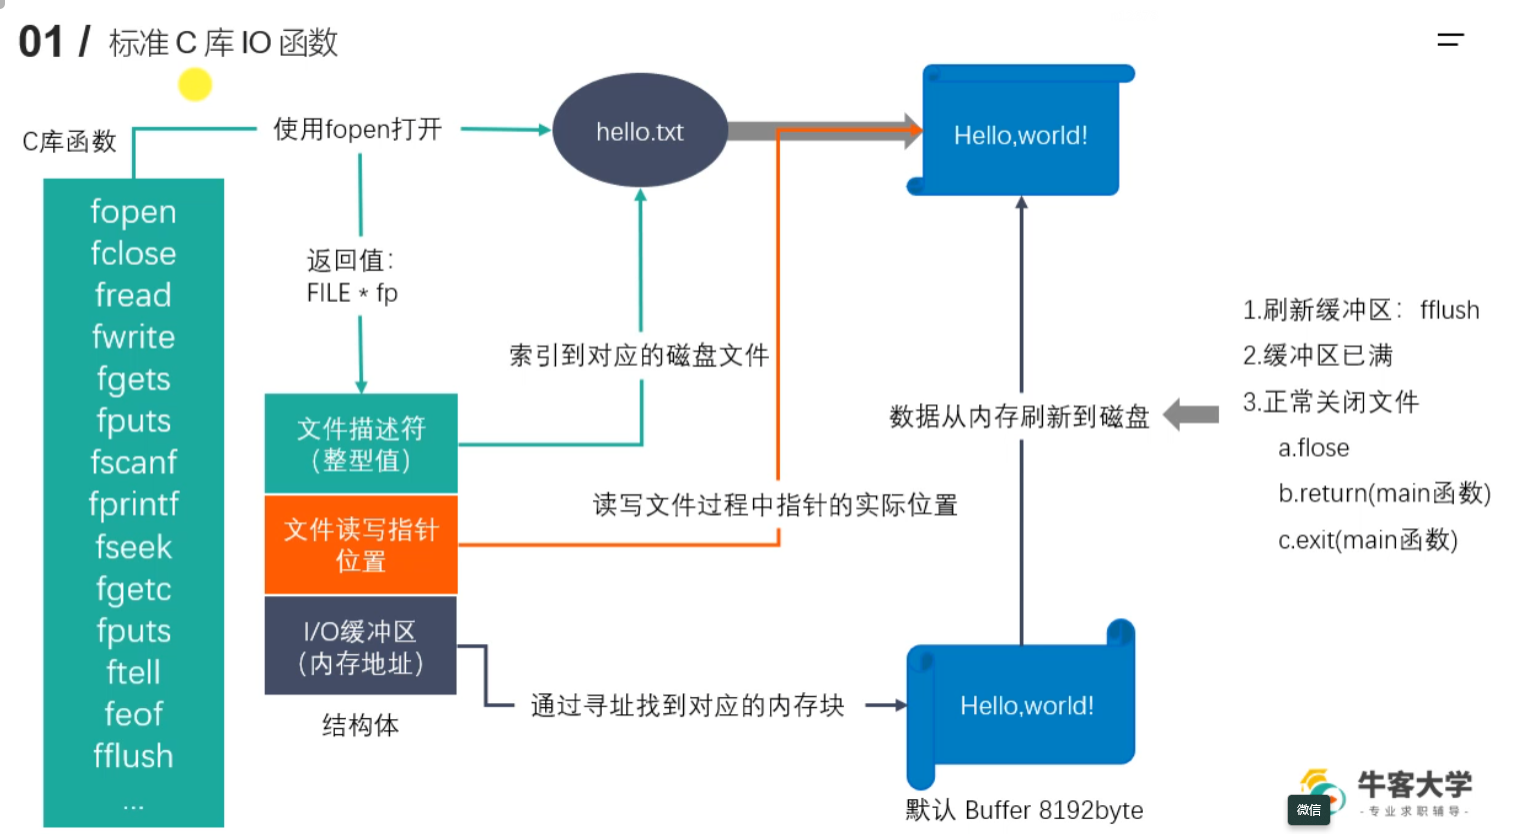 01 / 标准 C 库 IO 函数
C库函数
fopen
fclose
fread
fwrite
fgets
fputs
fscanf
fprintf
fseek
fgetc
fputs
ftell
feof
fflush
...
使用fopen打开
返回值：
FILE * fp
文件描述符
（整型值）
文件读写指针
位置
I/O缓冲区
（内存地址）
结构体
hello.txt
索引到对应的磁盘文件
读写文件过程中指针的实际位置
通过寻址找到对应的内存块
Hello,world!
数据从内存刷新到磁盘
Hello,world!
默认 Buffer 8192byte
1.刷新缓冲区： fflush
2.缓冲区已满
3.正常关闭文件
a.flose
b.return(main函数)
c.exit(main函数)
微信
牛客大学
-专业求职辅导-